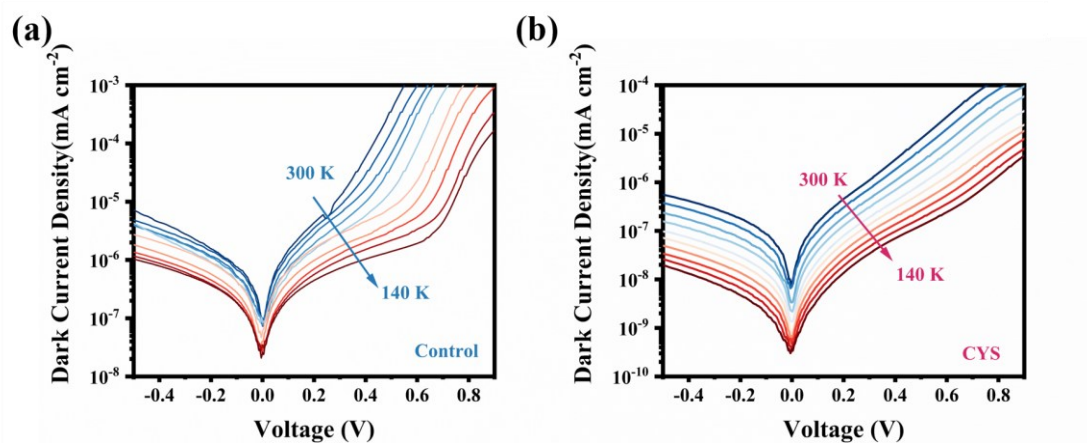 (a)
Dark Current Density(mA cm⁻²)
10⁻³
10⁻⁴
10⁻⁵
10⁻⁶
10⁻⁷
10⁻⁸
300 K
140 K
Control
-0.4 -0.2 0.0 0.2 0.4 0.6 0.8
Voltage (V)
(b)
Dark Current Density(mA cm⁻²)
10⁻⁴
10⁻⁵
10⁻⁶
10⁻⁷
10⁻⁸
10⁻⁹
10⁻¹⁰
300 K
140 K
CYS
-0.4 -0.2 0.0 0.2 0.4 0.6 0.8
Voltage (V)